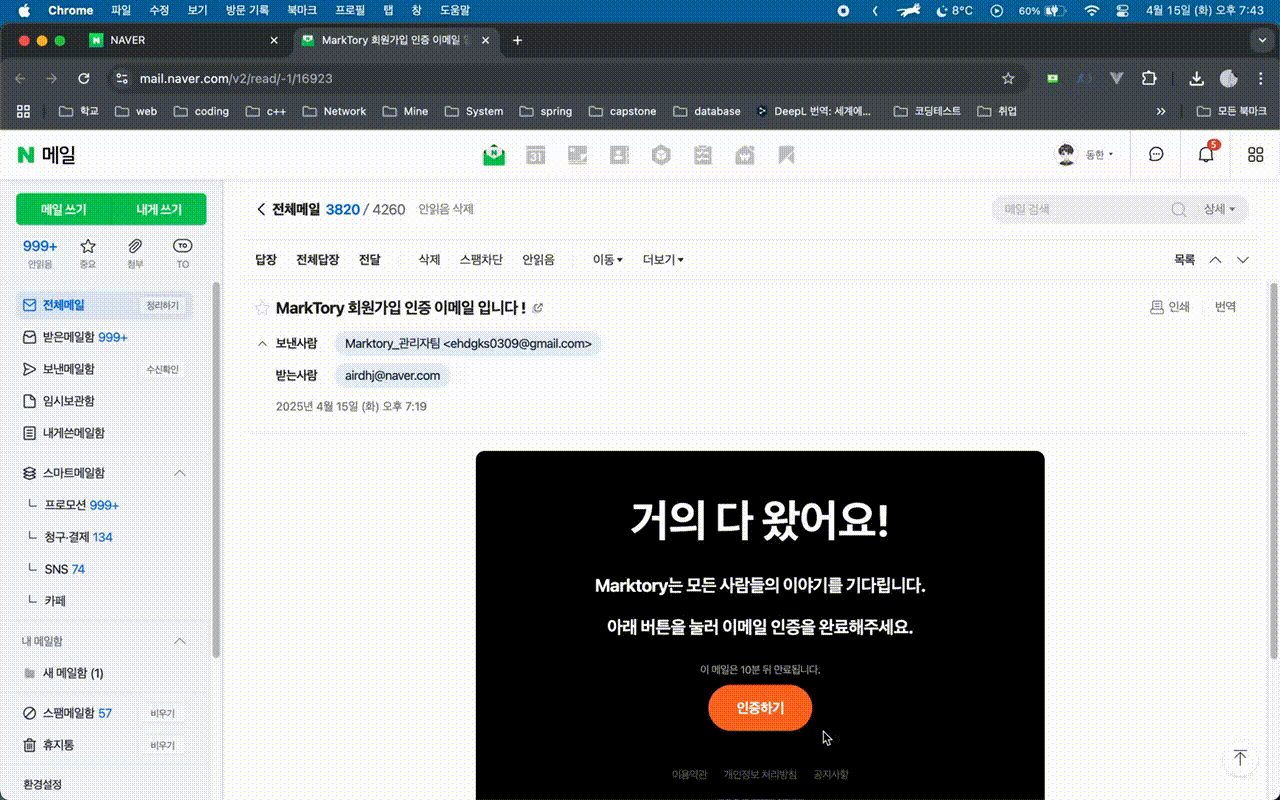 Chrome 파일 수정 보기 방문 기록 북마크 프로필 탭 창 도움말 8°C 60% 4월 15일 (화) 오후 7:43
N NAVER MarkTory 회원가입 인증 이메일
mail.naver.com/v2/read/-1/16923
학교 web coding c++ Network Mine System spring capstone database DeepL 번역: 세계에... 코딩테스트 취업 모든 북마크
N 메일 31 동한 5
메일 쓰기 내게 쓰기
전체메일 3820 / 4260 안읽음 삭제
메일 검색 상세
999+ TO
안읽음 중요 첨부 TO
답장 전체답장 전달 삭제 스팸차단 안읽음 이동 더보기 목록
전체메일 정리하기
받은메일함 999+
보낸메일함 수신확인
임시보관함
내게쓴메일함
스마트메일함
프로모션 999+
청구·결제 134
SNS 74
카페
내 메일함
새 메일함 (1)
스팸메일함 57 비우기
휴지통 비우기
환경설정
MarkTory 회원가입 인증 이메일 입니다 !
인쇄 번역
보낸사람 Marktory_관리자팀 <ehdgks0309@gmail.com>
받는사람 airdhj@naver.com
2025년 4월 15일 (화) 오후 7:19
거의 다 왔어요!
Marktory는 모든 사람들의 이야기를 기다립니다.
아래 버튼을 눌러 이메일 인증을 완료해주세요.
이 메일은 10분 뒤 만료됩니다.
인증하기
이용약관 개인정보 처리방침 공지사항